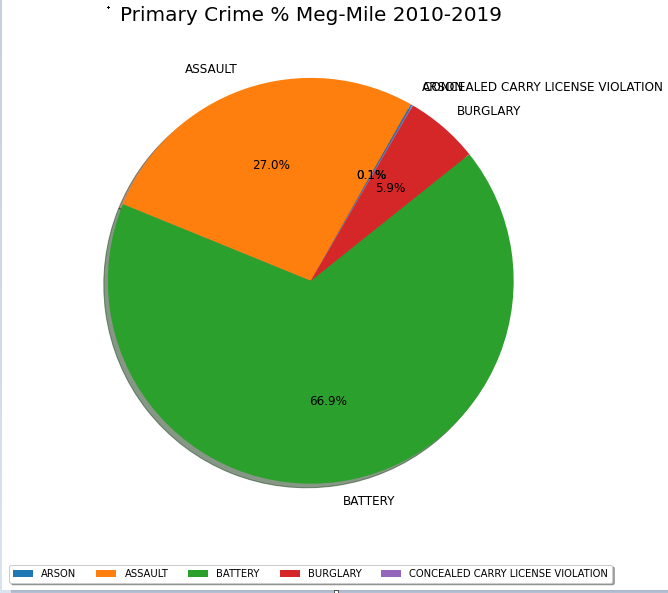 Primary Crime % Meg-Mile 2010-2019
ASSAULT
ARSON
CONCEALED CARRY LICENSE VIOLATION
BURGLARY
27.0%
0.1%
5.9%
66.9%
BATTERY
ARSON ASSAULT BATTERY BURGLARY CONCEALED CARRY LICENSE VIOLATION